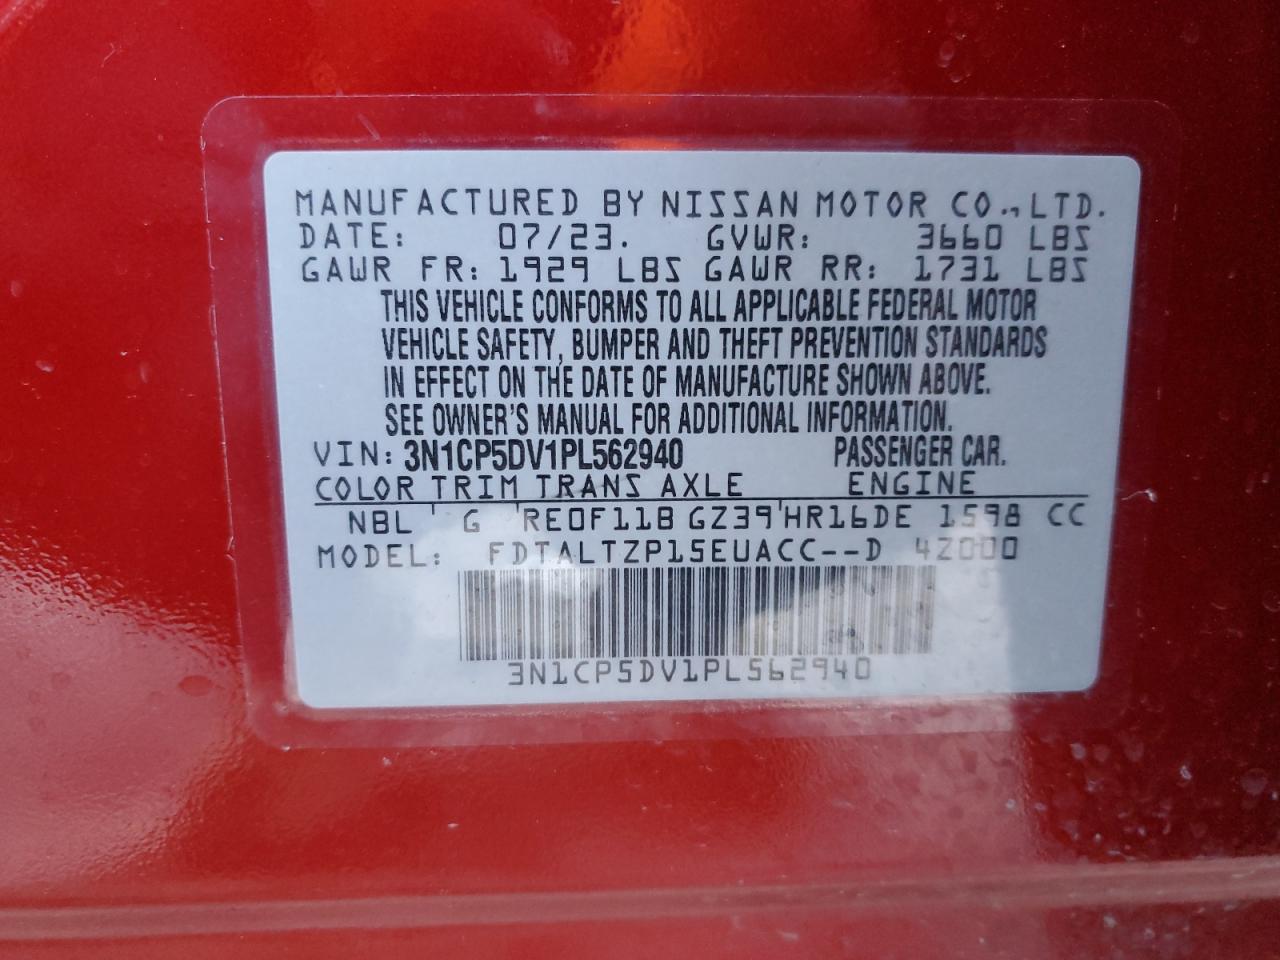 MANUFACTURED BY NISSAN MOTOR CO., LTD.
DATE: 07/23. GVWR: 3660 LBS
GAWR FR: 1929 LBS GAWR RR: 1731 LBS
THIS VEHICLE CONFORMS TO ALL APPLICABLE FEDERAL MOTOR
VEHICLE SAFETY, BUMPER AND THEFT PREVENTION STANDARDS
IN EFFECT ON THE DATE OF MANUFACTURE SHOWN ABOVE.
SEE OWNER'S MANUAL FOR ADDITIONAL INFORMATION.
VIN: 3N1CP5DV1PL562940 PASSENGER CAR.
COLOR TRIM TRANS AXLE ENGINE
NBL ' G 'RE0F11B GZ39'HR16DE 1598 CC
MODEL: FDTALTZP15EUACC--D 4Z000
3N1CP5DV1PL562940